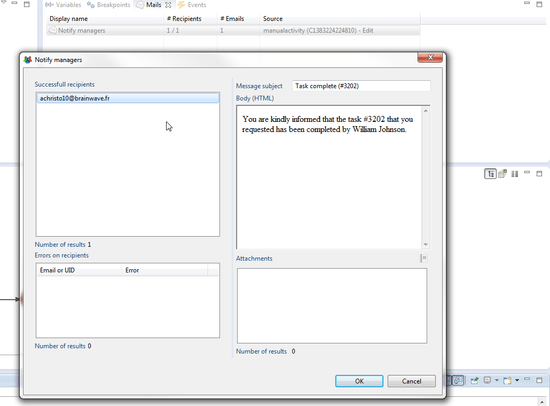 Variables Breakpoints Mails Events
Display name # Recipients # Emails Source
Notify managers 1 / 1 1 manualactivity (C1383224224810) - Edit
Notify managers
Successfull recipients
achristo10@brainwave.fr
Number of results 1
Errors on recipients
Email or UID Error
Number of results 0
Message subject Task complete (#3202)
Body (HTML)
You are kindly informed that the task #3202 that you
requested has been completed by William Johnson.
Attachments
Number of results 0
OK Cancel